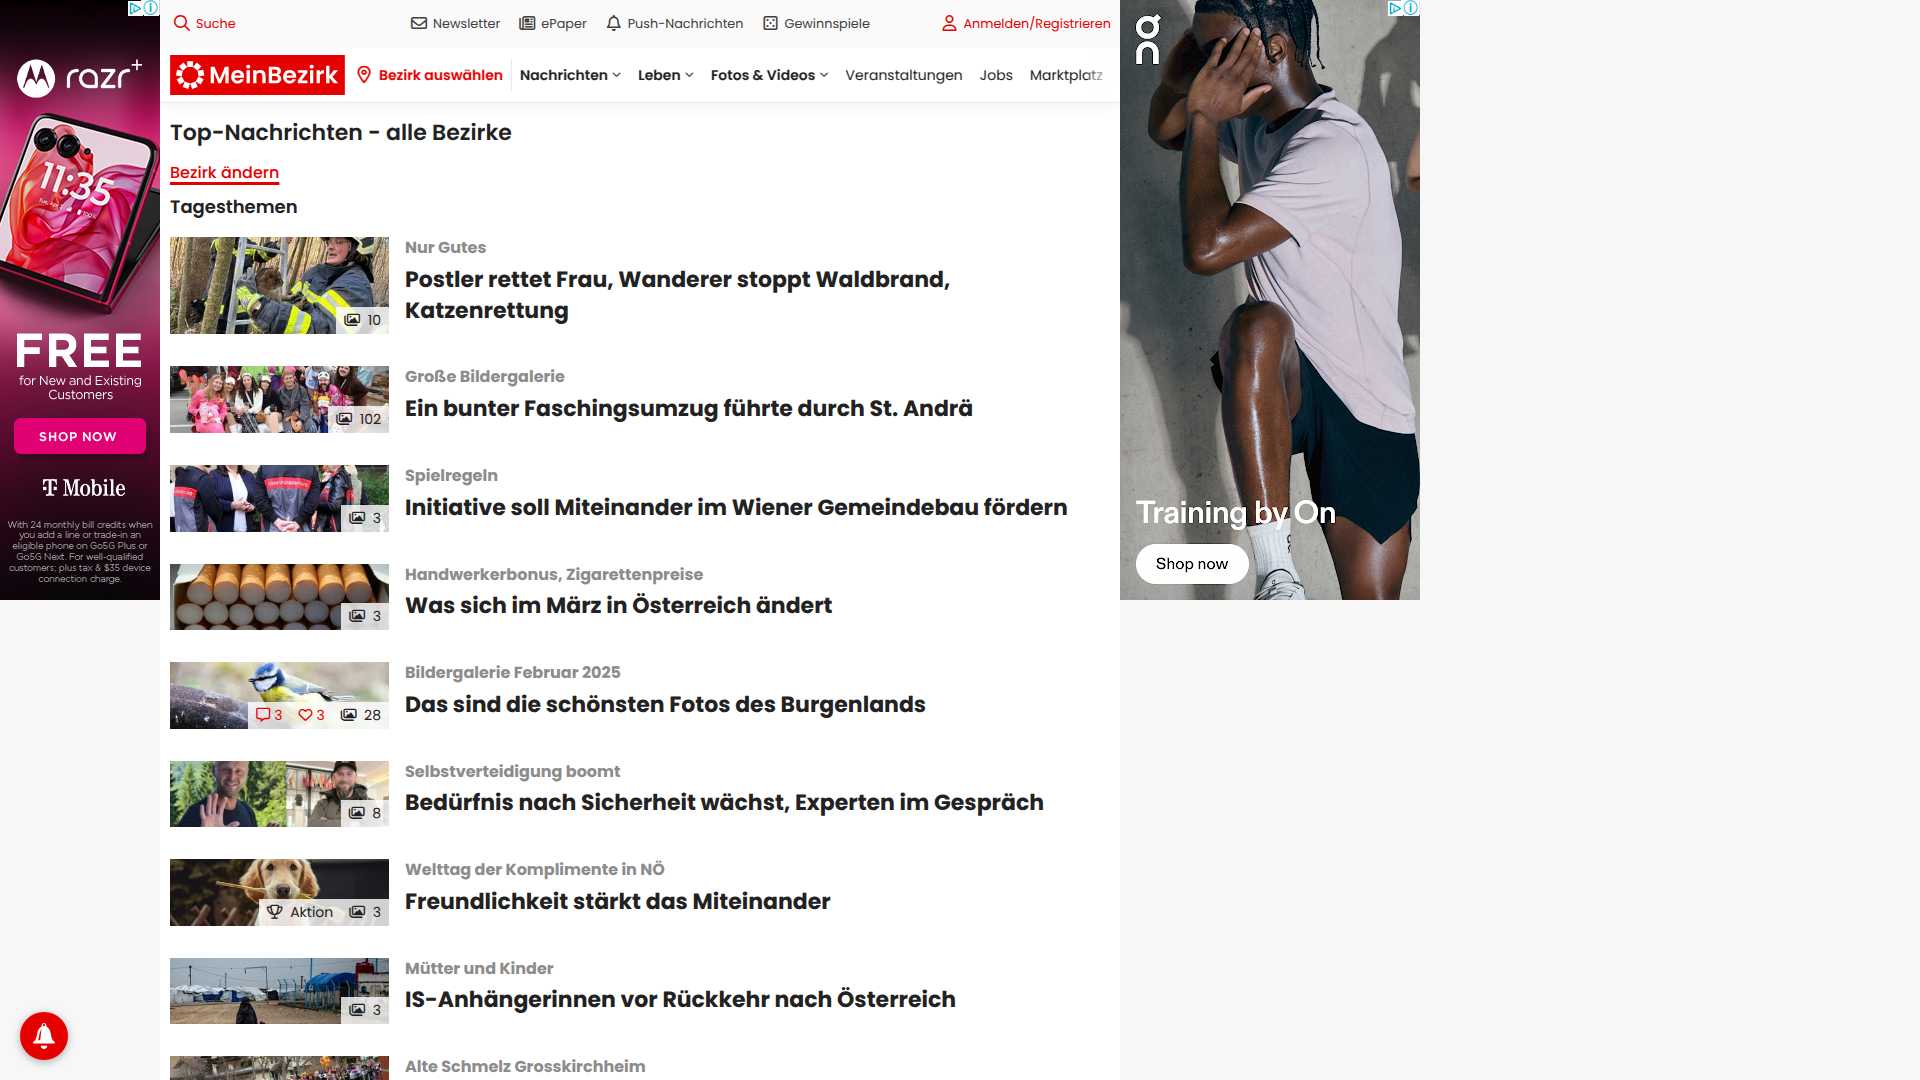 Suche
Newsletter
ePaper
Push-Nachrichten
Gewinnspiele
Anmelden/Registrieren
MeinBezirk
Bezirk auswählen
Nachrichten
Leben
Fotos & Videos
Veranstaltungen
Jobs
Marktplatz
razr+
11:35
FREE
for New and Existing
Customers
SHOP NOW
T Mobile
With 24 monthly bill credits when
you add a line or trade-in an
eligible phone on Go5G Plus or
Go5G Next. For well-qualified
customers; plus tax & $35 device
connection charge.
Top-Nachrichten - alle Bezirke
Bezirk ändern
Tagesthemen
10
Nur Gutes
Postler rettet Frau, Wanderer stoppt Waldbrand,
Katzenrettung
102
Große Bildergalerie
Ein bunter Faschingsumzug führte durch St. Andrä
3
Spielregeln
Initiative soll Miteinander im Wiener Gemeindebau fördern
3
Handwerkerbonus, Zigarettenpreise
Was sich im März in Österreich ändert
3 3 28
Bildergalerie Februar 2025
Das sind die schönsten Fotos des Burgenlands
8
Selbstverteidigung boomt
Bedürfnis nach Sicherheit wächst, Experten im Gespräch
Aktion 3
Welttag der Komplimente in NÖ
Freundlichkeit stärkt das Miteinander
3
Mütter und Kinder
IS-Anhängerinnen vor Rückkehr nach Österreich
Alte Schmelz Grosskirchheim
Training by On
Shop now